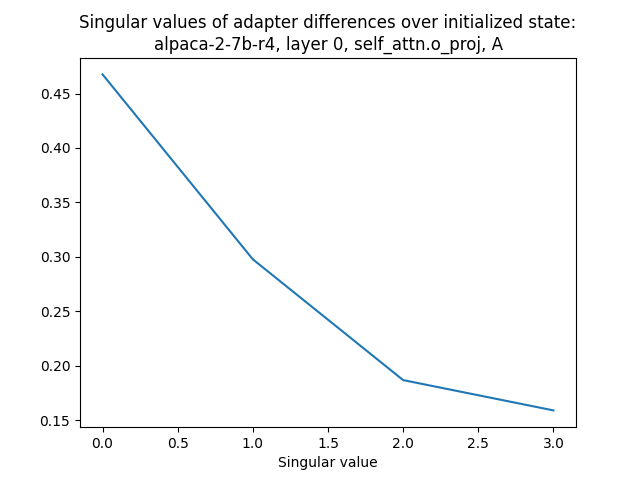 Singular values of adapter differences over initialized state:
alpaca-2-7b-r4, layer 0, self_attn.o_proj, A
0.45
0.40
0.35
0.30
0.25
0.20
0.15
0.0 0.5 1.0 1.5 2.0 2.5 3.0
Singular value